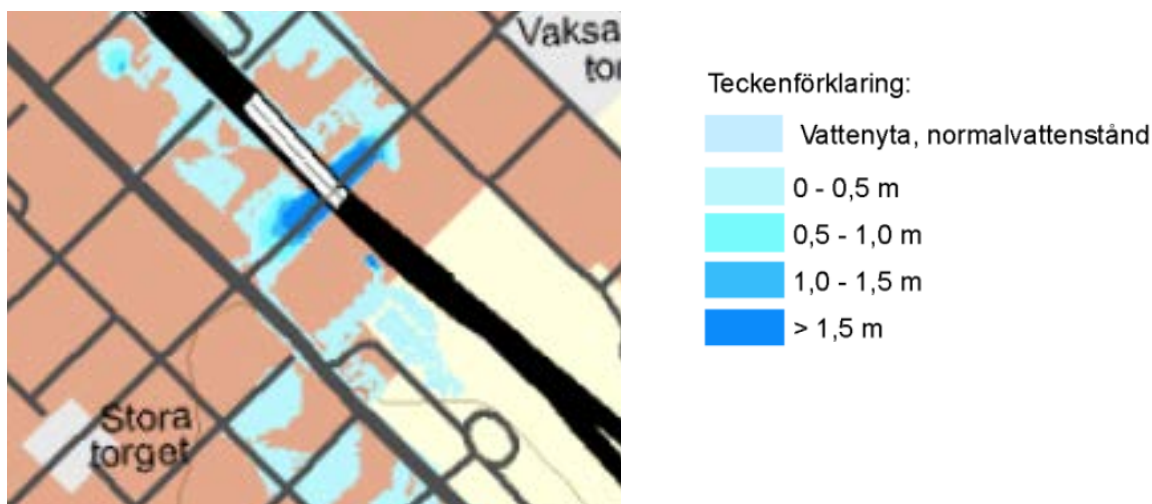 Vaksa
tor
Stora
torget
Teckenförklaring:
Vattenyta, normalvattenstånd
0 - 0,5 m
0,5 - 1,0 m
1,0 - 1,5 m
> 1,5 m